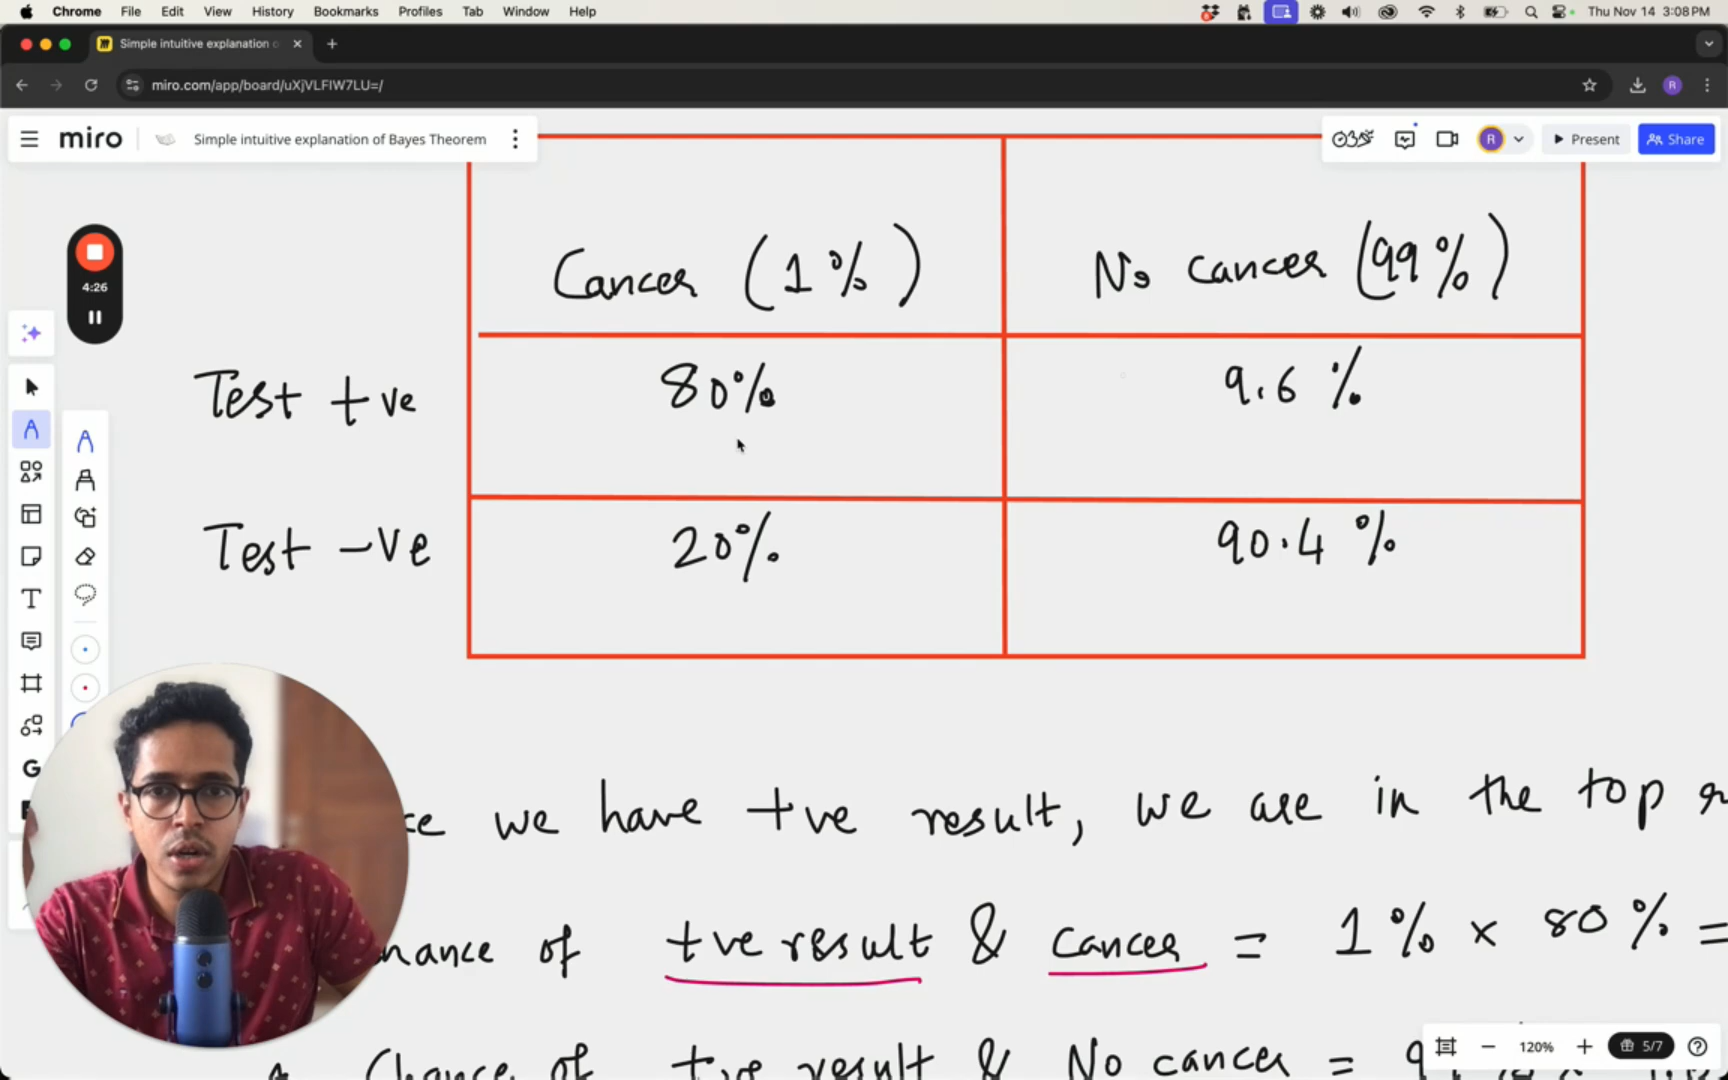 Chrome File Edit View History Bookmarks Profiles Tab Window Help Thu Nov 14 3:08 PM
Simple intuitive explanation o
miro.com/app/board/uXjVLFIW7LU=/ R
miro Simple intuitive explanation of Bayes Theorem R Present Share
Cancer (1%) No cancer (99%)
4:26
Test +ve 80% 9.6 %
Test -ve 20% 90.4 %
T
G
we have +ve result, we are in the top
of +ve result & cancer = 1% x 80% =
Chance of +ve result & No cancer =
120% 5/7